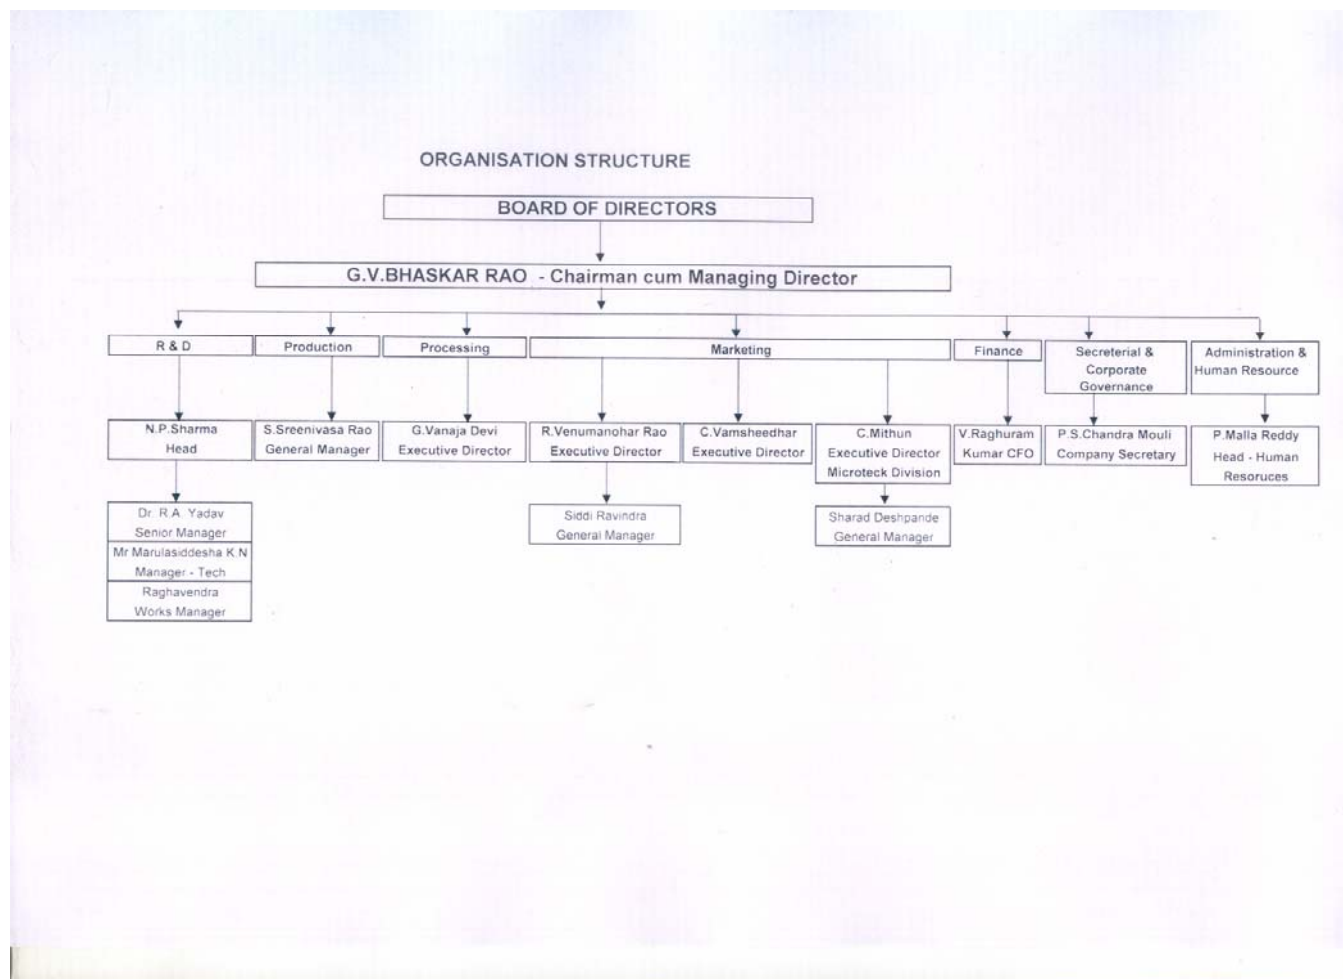 ORGANISATION STRUCTURE
BOARD OF DIRECTORS
G.V.BHASKAR RAO - Chairman cum Managing Director
R & D
Production
Processing
Marketing
Finance
Secreterial &
Corporate
Governance
Administration &
Human Resource
N.P.Sharma
Head
S.Sreenivasa Rao
General Manager
G.Vanaja Devi
Executive Director
R.Venumanohar Rao
Executive Director
C.Vamsheedhar
Executive Director
C.Mithun
Executive Director
Microteck Division
V.Raghuram
Kumar CFO
P.S.Chandra Mouli
Company Secretary
P.Malla Reddy
Head - Human
Resoruces
Dr. R.A. Yadav
Senior Manager
Mr Marulasiddesha K.N
Manager - Tech
Raghavendra
Works Manager
Siddi Ravindra
General Manager
Sharad Deshpande
General Manager